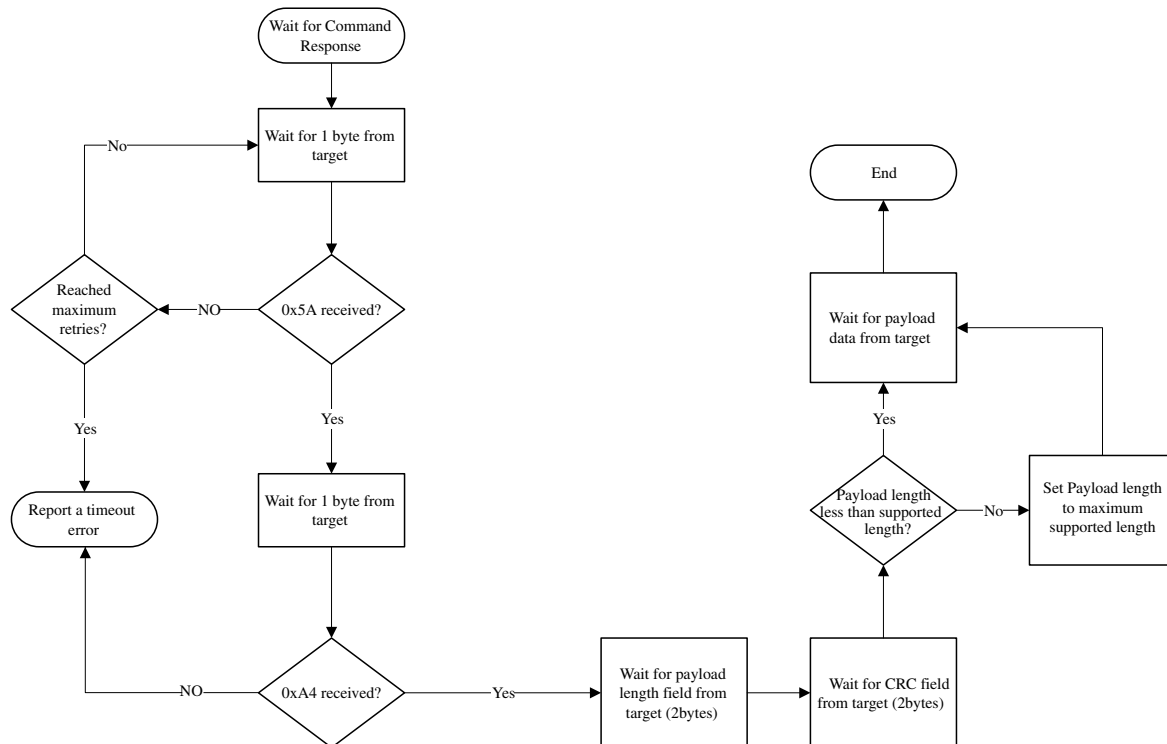 Wait for Command
Response
Wait for 1 byte from
target
No
Reached
maximum
retries?
NO
0x5A received?
Yes
Yes
Report a timeout
error
Wait for 1 byte from
target
NO
0xA4 received?
Yes
Wait for payload
length field from
target (2bytes)
Wait for CRC field
from target (2bytes)
Payload length
less than supported
length?
No
Set Payload length
to maximum
supported length
Yes
Wait for payload
data from target
End